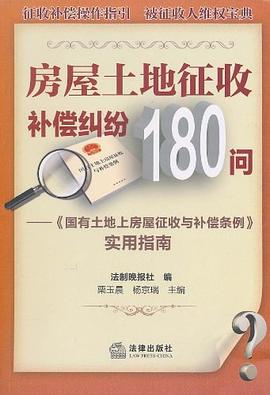 征收补偿操作指引 被征收人维权宝典
房屋土地征收
补偿纠纷180问
——《国有土地上房屋征收与补偿条例》
实用指南
法制晚报社 编
栗玉晨 杨京瑞 主编
法律出版社
LAW PRESS·CHINA